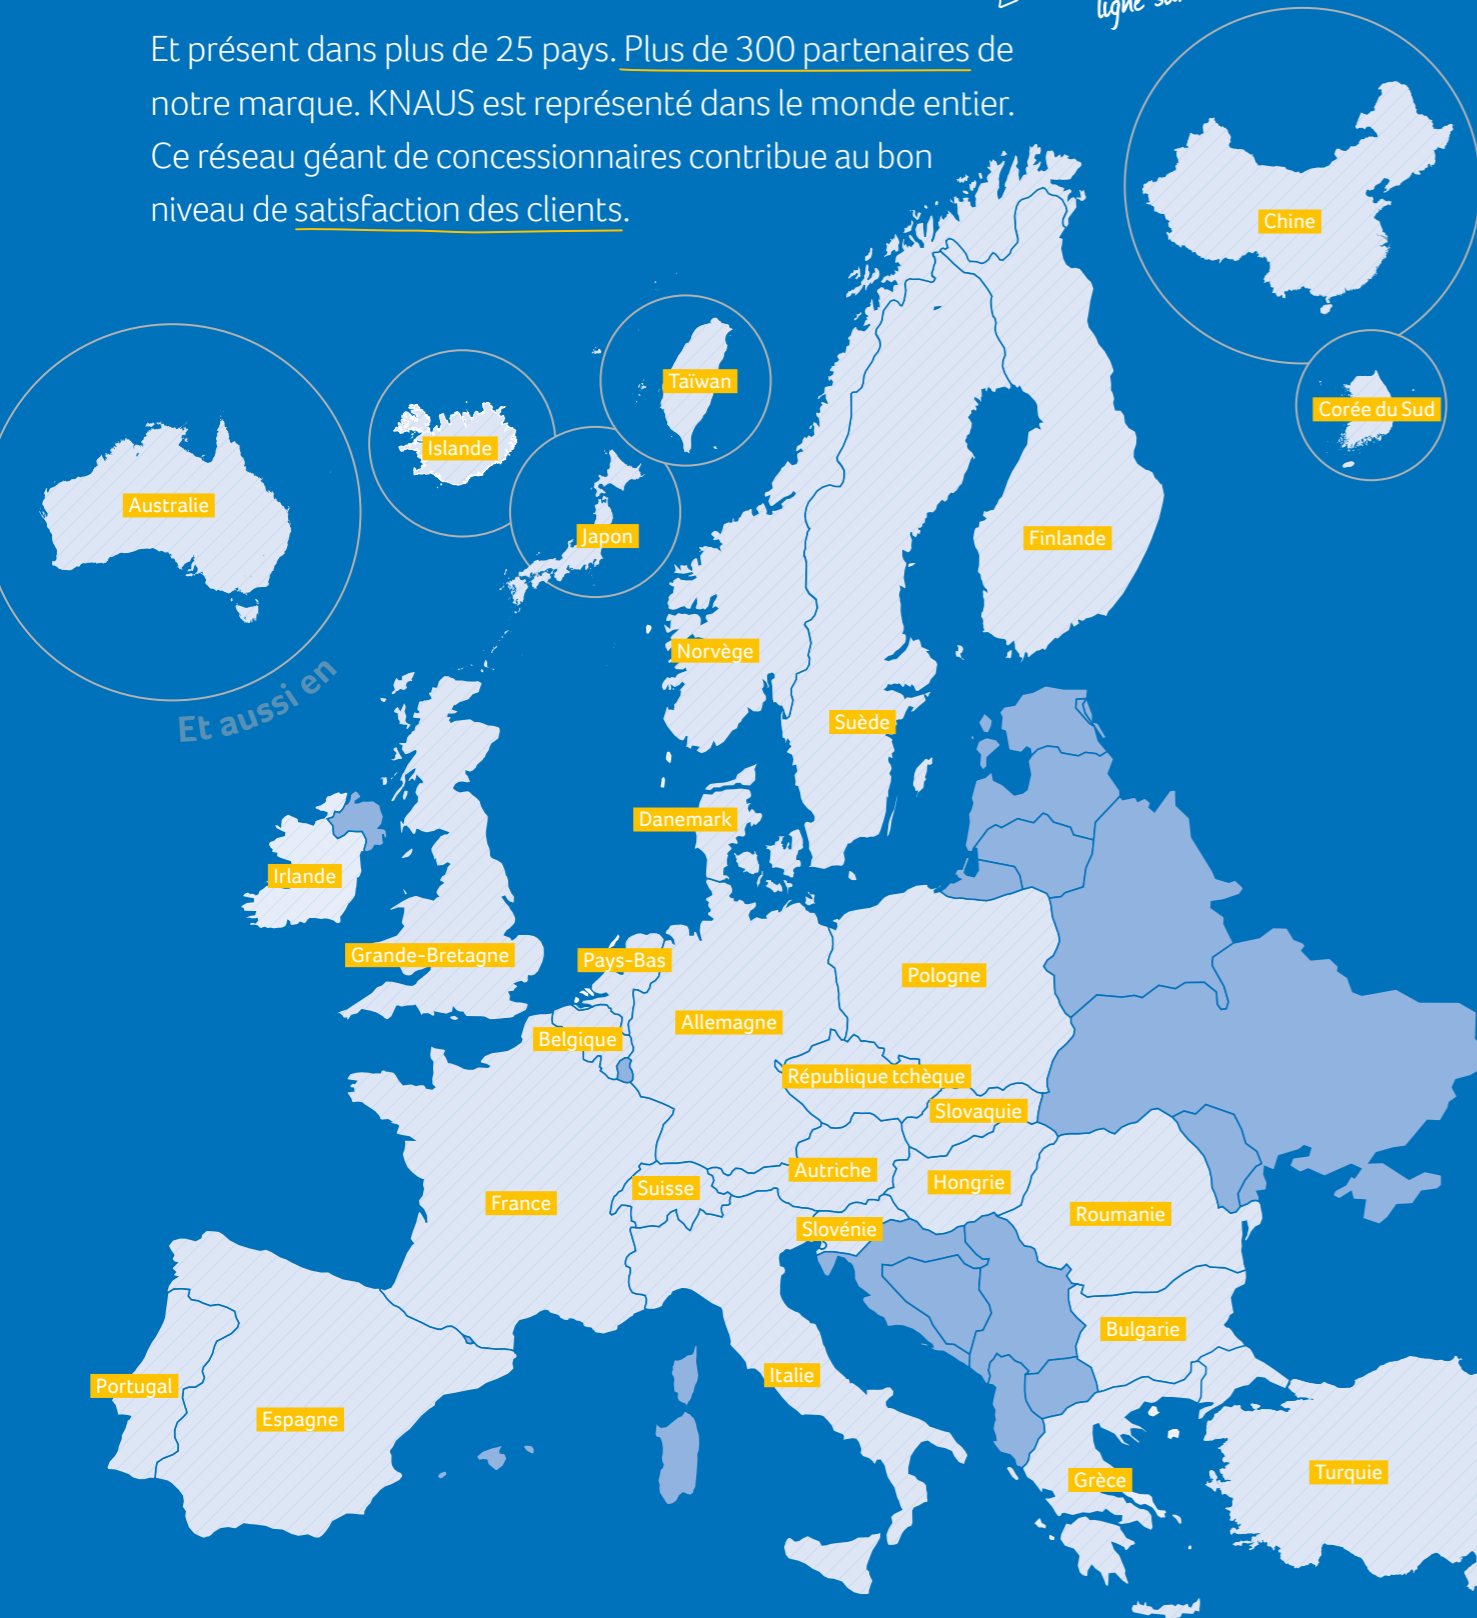 ligne
Et présent dans plus de 25 pays. Plus de 300 partenaires de
notre marque. KNAUS est représenté dans le monde entier.
Ce réseau géant de concessionnaires contribue au bon
niveau de satisfaction des clients.
Chine
Taïwan
Corée du Sud
Islande
Australie
Japon
Finlande
Norvège
Et aussi en
Suède
Danemark
Irlande
Grande-Bretagne
Pays-Bas
Pologne
Allemagne
Belgique
République tchèque
Slovaquie
Autriche
Hongrie
Suisse
France
Roumanie
Slovénie
Bulgarie
Italie
Portugal
Espagne
Turquie
Grèce